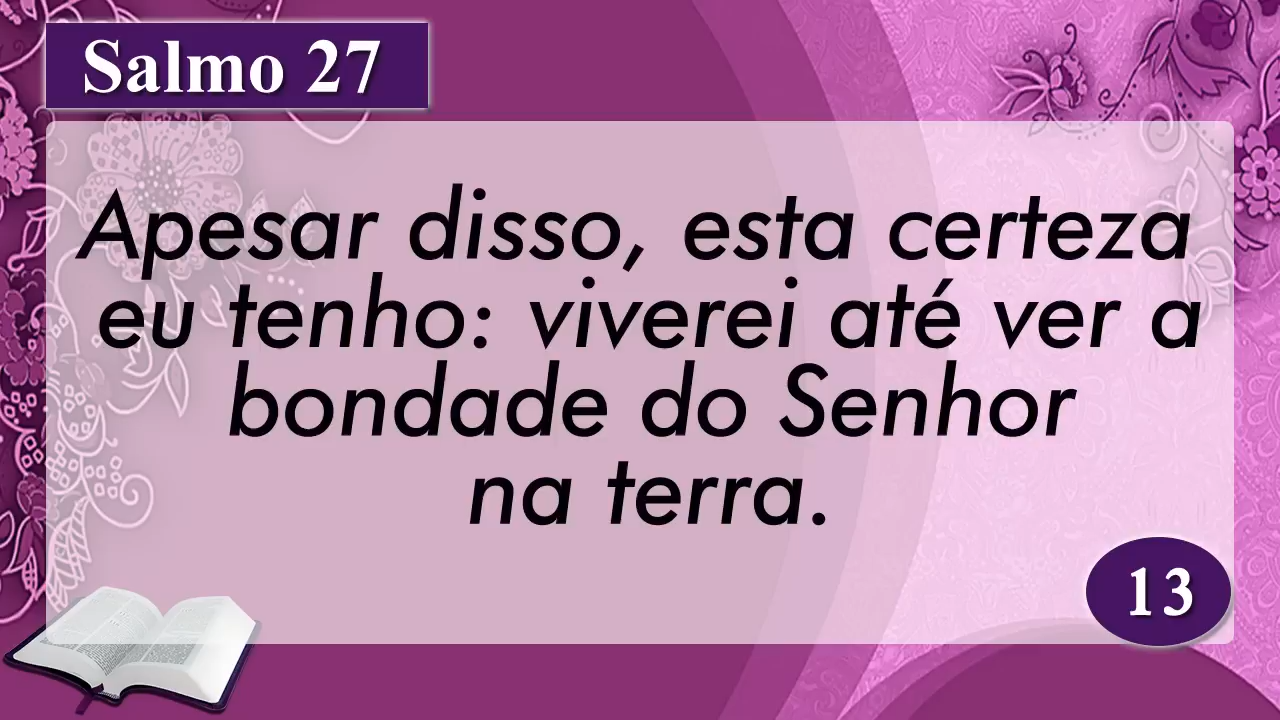 Salmo 27
Apesar disso, esta certeza
eu tenho: viverei até ver a
bondade do Senhor
na terra.
13